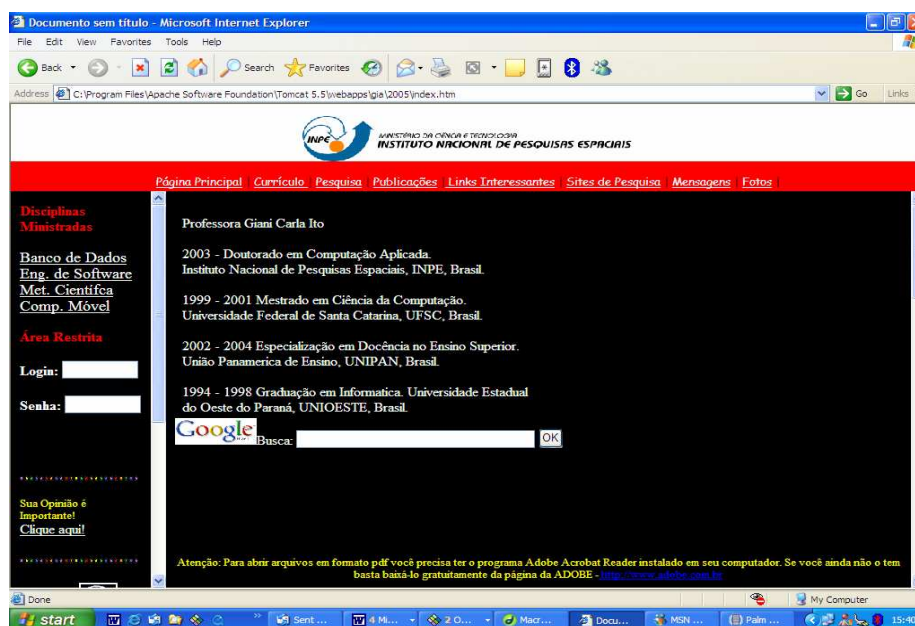 Documento sem título - Microsoft Internet Explorer
File Edit View Favorites Tools Help
Back Search Favorites
Address C:\Program Files\Apache Software Foundation\Tomcat 5.5\webapps\gia\2005\index.htm Go Links
INPE MINISTÉRIO DA CIÊNCIA E TECNOLOGIA
INSTITUTO NACIONAL DE PESQUISAS ESPACIAIS
Página Principal | Currículo | Pesquisa | Publicações | Links Interessantes | Sites de Pesquisa | Mensagens | Fotos |
Disciplinas
Ministradas
Banco de Dados
Eng. de Software
Met. Cientifca
Comp. Móvel
Área Restrita
Login:
Senha:
Sua Opinião é
Importante!
Clique aqui!
Professora Giani Carla Ito
2003 - Doutorado em Computação Aplicada.
Instituto Nacional de Pesquisas Espaciais, INPE, Brasil.
1999 - 2001 Mestrado em Ciência da Computação.
Universidade Federal de Santa Catarina, UFSC, Brasil.
2002 - 2004 Especialização em Docência no Ensino Superior.
União Panamerica de Ensino, UNIPAN, Brasil.
1994 - 1998 Graduação em Informatica. Universidade Estadual
do Oeste do Paraná, UNIOESTE, Brasil.
Google Busca: OK
Atenção: Para abrir arquivos em formato pdf você precisa ter o programa Adobe Acrobat Reader instalado em seu computador. Se você ainda não o tem
basta baixá-lo gratuitamente da página da ADOBE - http://www.adobe.com.br
Done My Computer
start Sent ... 4 Mi... 2 O... Macr... Docu... MSN ... Palm ... 15:40